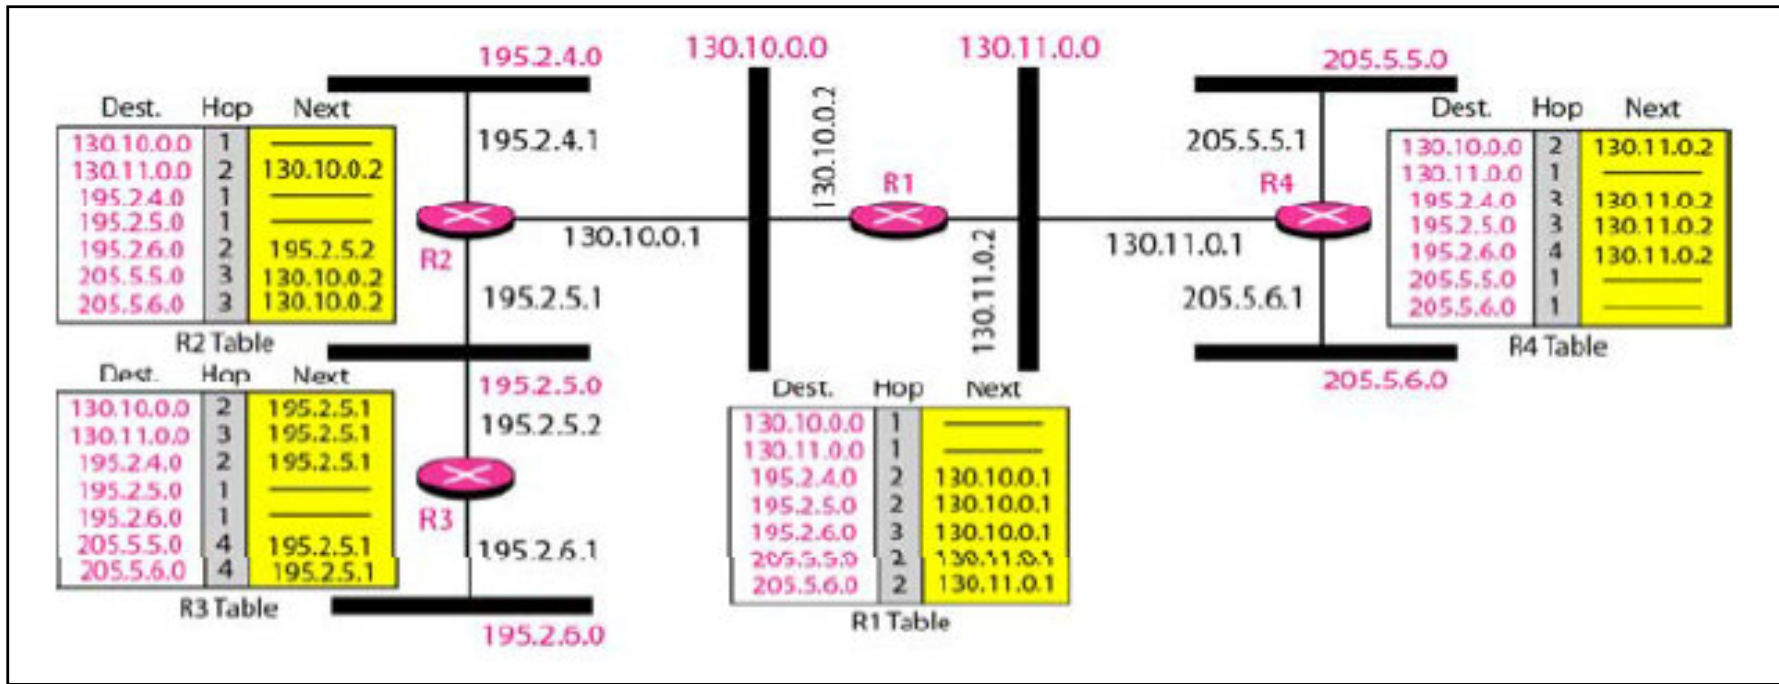 195.2.4.0
130.10.0.0
130.11.0.0
205.5.5.0
Dest. Hop Next
130.10.0.0 1
130.11.0.0 2 130.10.0.2
195.2.4.0 1
195.2.5.0 1
195.2.6.0 2 195.2.5.2
205.5.5.0 3 130.10.0.2
205.5.6.0 3 130.10.0.2
R2 Table
195.2.4.1
R2
130.10.0.1
195.2.5.1
130.10.0.2
R1
130.11.0.2
130.11.0.1
205.5.5.1
R4
205.5.6.1
Dest. Hop Next
130.10.0.0 2 130.11.0.2
130.11.0.0 1
195.2.4.0 3 130.11.0.2
195.2.5.0 3 130.11.0.2
195.2.6.0 4 130.11.0.2
205.5.5.0 1
205.5.6.0 1
R4 Table
205.5.6.0
Dest. Hop Next
130.10.0.0 2 195.2.5.1
130.11.0.0 3 195.2.5.1
195.2.4.0 2 195.2.5.1
195.2.5.0 1
195.2.6.0 1
205.5.5.0 4 195.2.5.1
205.5.6.0 4 195.2.5.1
R3 Table
195.2.5.0
195.2.5.2
R3
195.2.6.1
195.2.6.0
Dest. Hop Next
130.10.0.0 1
130.11.0.0 1
195.2.4.0 2 130.10.0.1
195.2.5.0 2 130.10.0.1
195.2.6.0 3 130.10.0.1
205.5.5.0 2 130.11.0.1
205.5.6.0 2 130.11.0.1
R1 Table